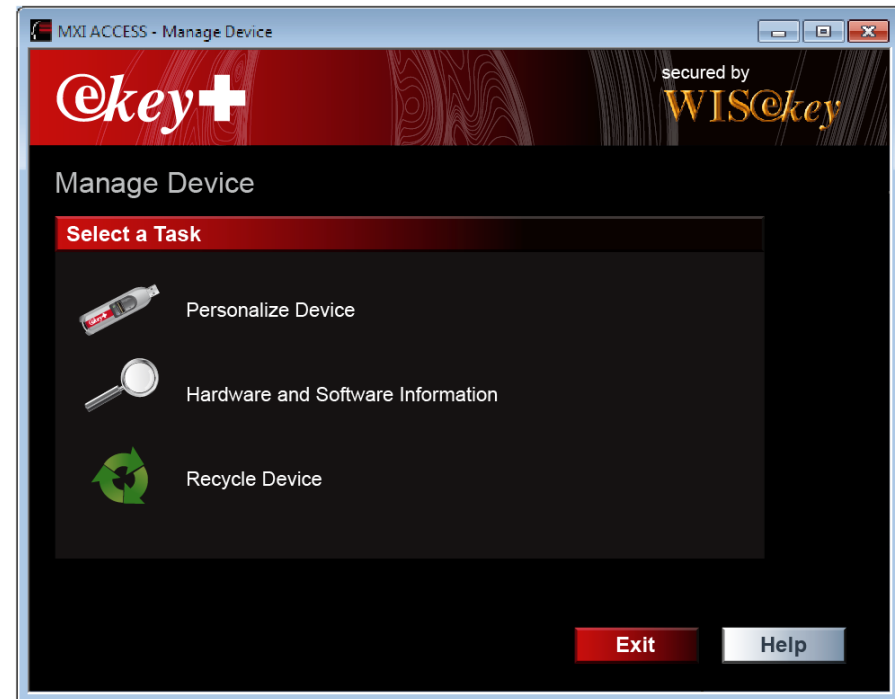 MXI ACCESS - Manage Device
@key+
secured by
WIS@key
Manage Device
Select a Task
Personalize Device
Hardware and Software Information
Recycle Device
Exit
Help